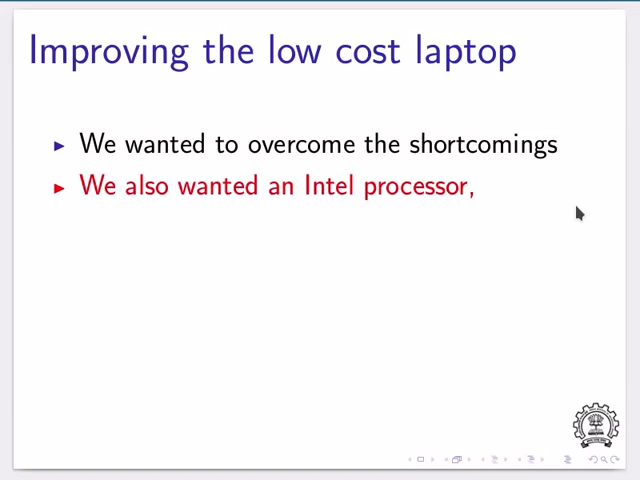 Improving the low cost laptop
We wanted to overcome the shortcomings
We also wanted an Intel processor,